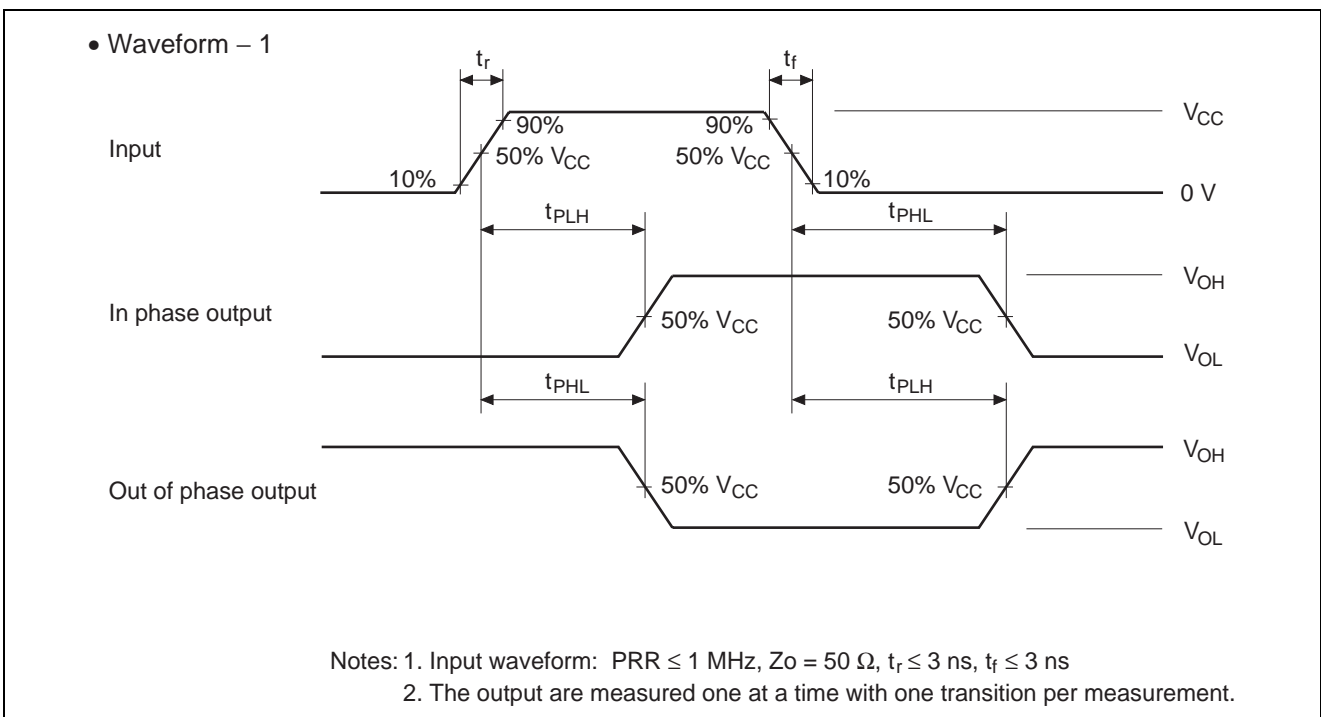 • Waveform – 1
tr tf
Input
90% 90%
50% VCC 50% VCC
10% 10%
VCC
0 V
tPLH tPHL
In phase output
50% VCC 50% VCC
VOH
VOL
tPHL tPLH
Out of phase output
50% VCC 50% VCC
VOH
VOL
Notes: 1. Input waveform: PRR ≤ 1 MHz, Zo = 50 Ω, tr ≤ 3 ns, tf ≤ 3 ns
2. The output are measured one at a time with one transition per measurement.